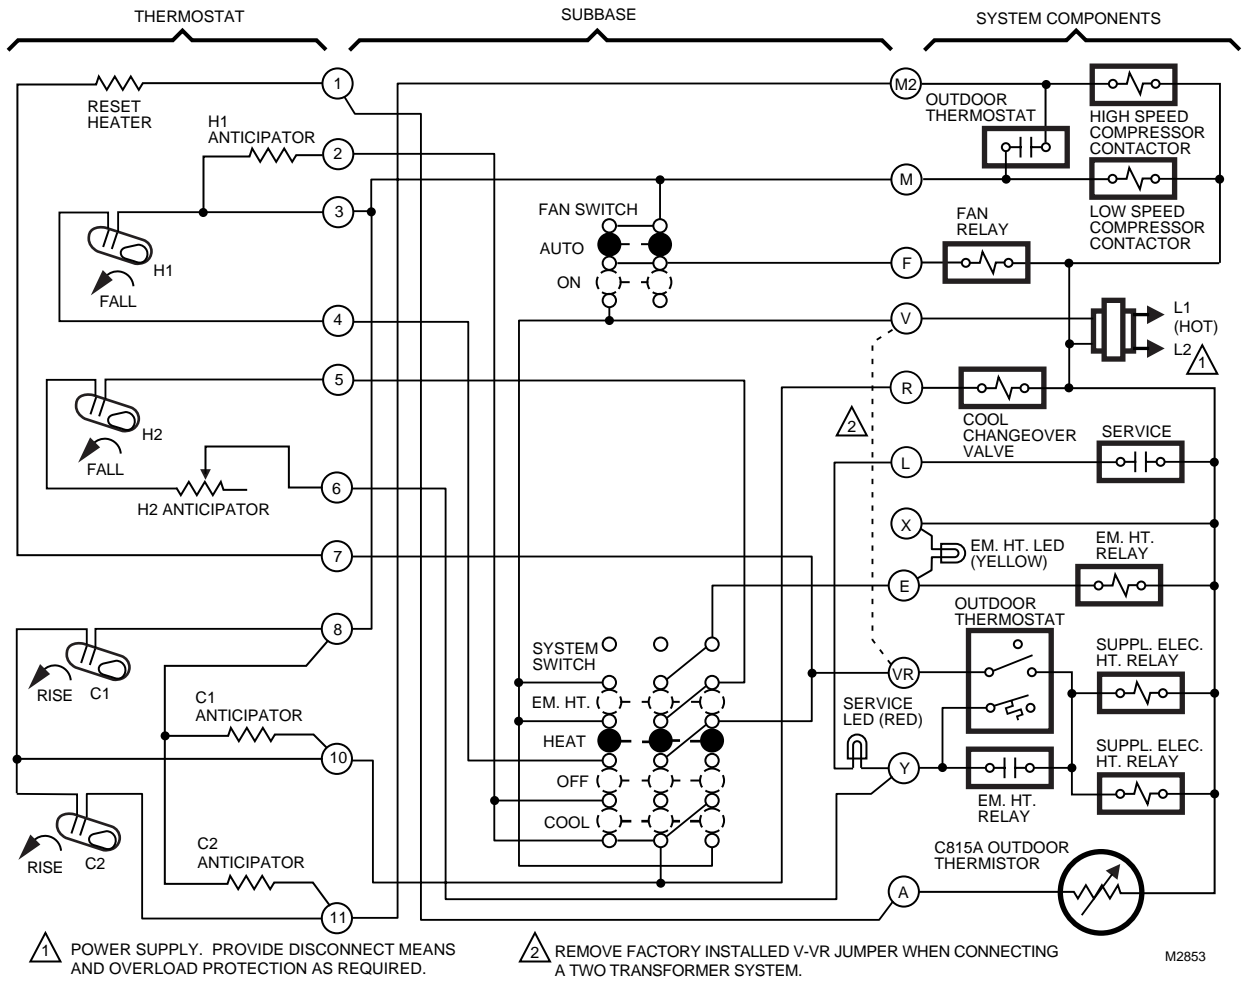 THERMOSTAT
SUBBASE
SYSTEM COMPONENTS
1
RESET
HEATER
H1
ANTICIPATOR
2
3
H1
FALL
4
5
H2
FALL
H2 ANTICIPATOR
6
7
8
RISE
C1
C1
ANTICIPATOR
10
RISE
C2
C2
ANTICIPATOR
11
FAN SWITCH
AUTO
ON
SYSTEM
SWITCH
EM. HT.
HEAT
OFF
COOL
M2
OUTDOOR
THERMOSTAT
HIGH SPEED
COMPRESSOR
CONTACTOR
M
LOW SPEED
COMPRESSOR
CONTACTOR
FAN
RELAY
F
V
L1
(HOT)
L2
1
R
COOL
CHANGEOVER
VALVE
2
SERVICE
L
X
EM. HT. LED
(YELLOW)
EM. HT.
RELAY
E
OUTDOOR
THERMOSTAT
SUPPL. ELEC.
HT. RELAY
VR
SERVICE
LED (RED)
SUPPL. ELEC.
HT. RELAY
Y
EM. HT.
RELAY
C815A OUTDOOR
THERMISTOR
A
1
POWER SUPPLY. PROVIDE DISCONNECT MEANS
AND OVERLOAD PROTECTION AS REQUIRED.
2
REMOVE FACTORY INSTALLED V-VR JUMPER WHEN CONNECTING
A TWO TRANSFORMER SYSTEM.
M2853